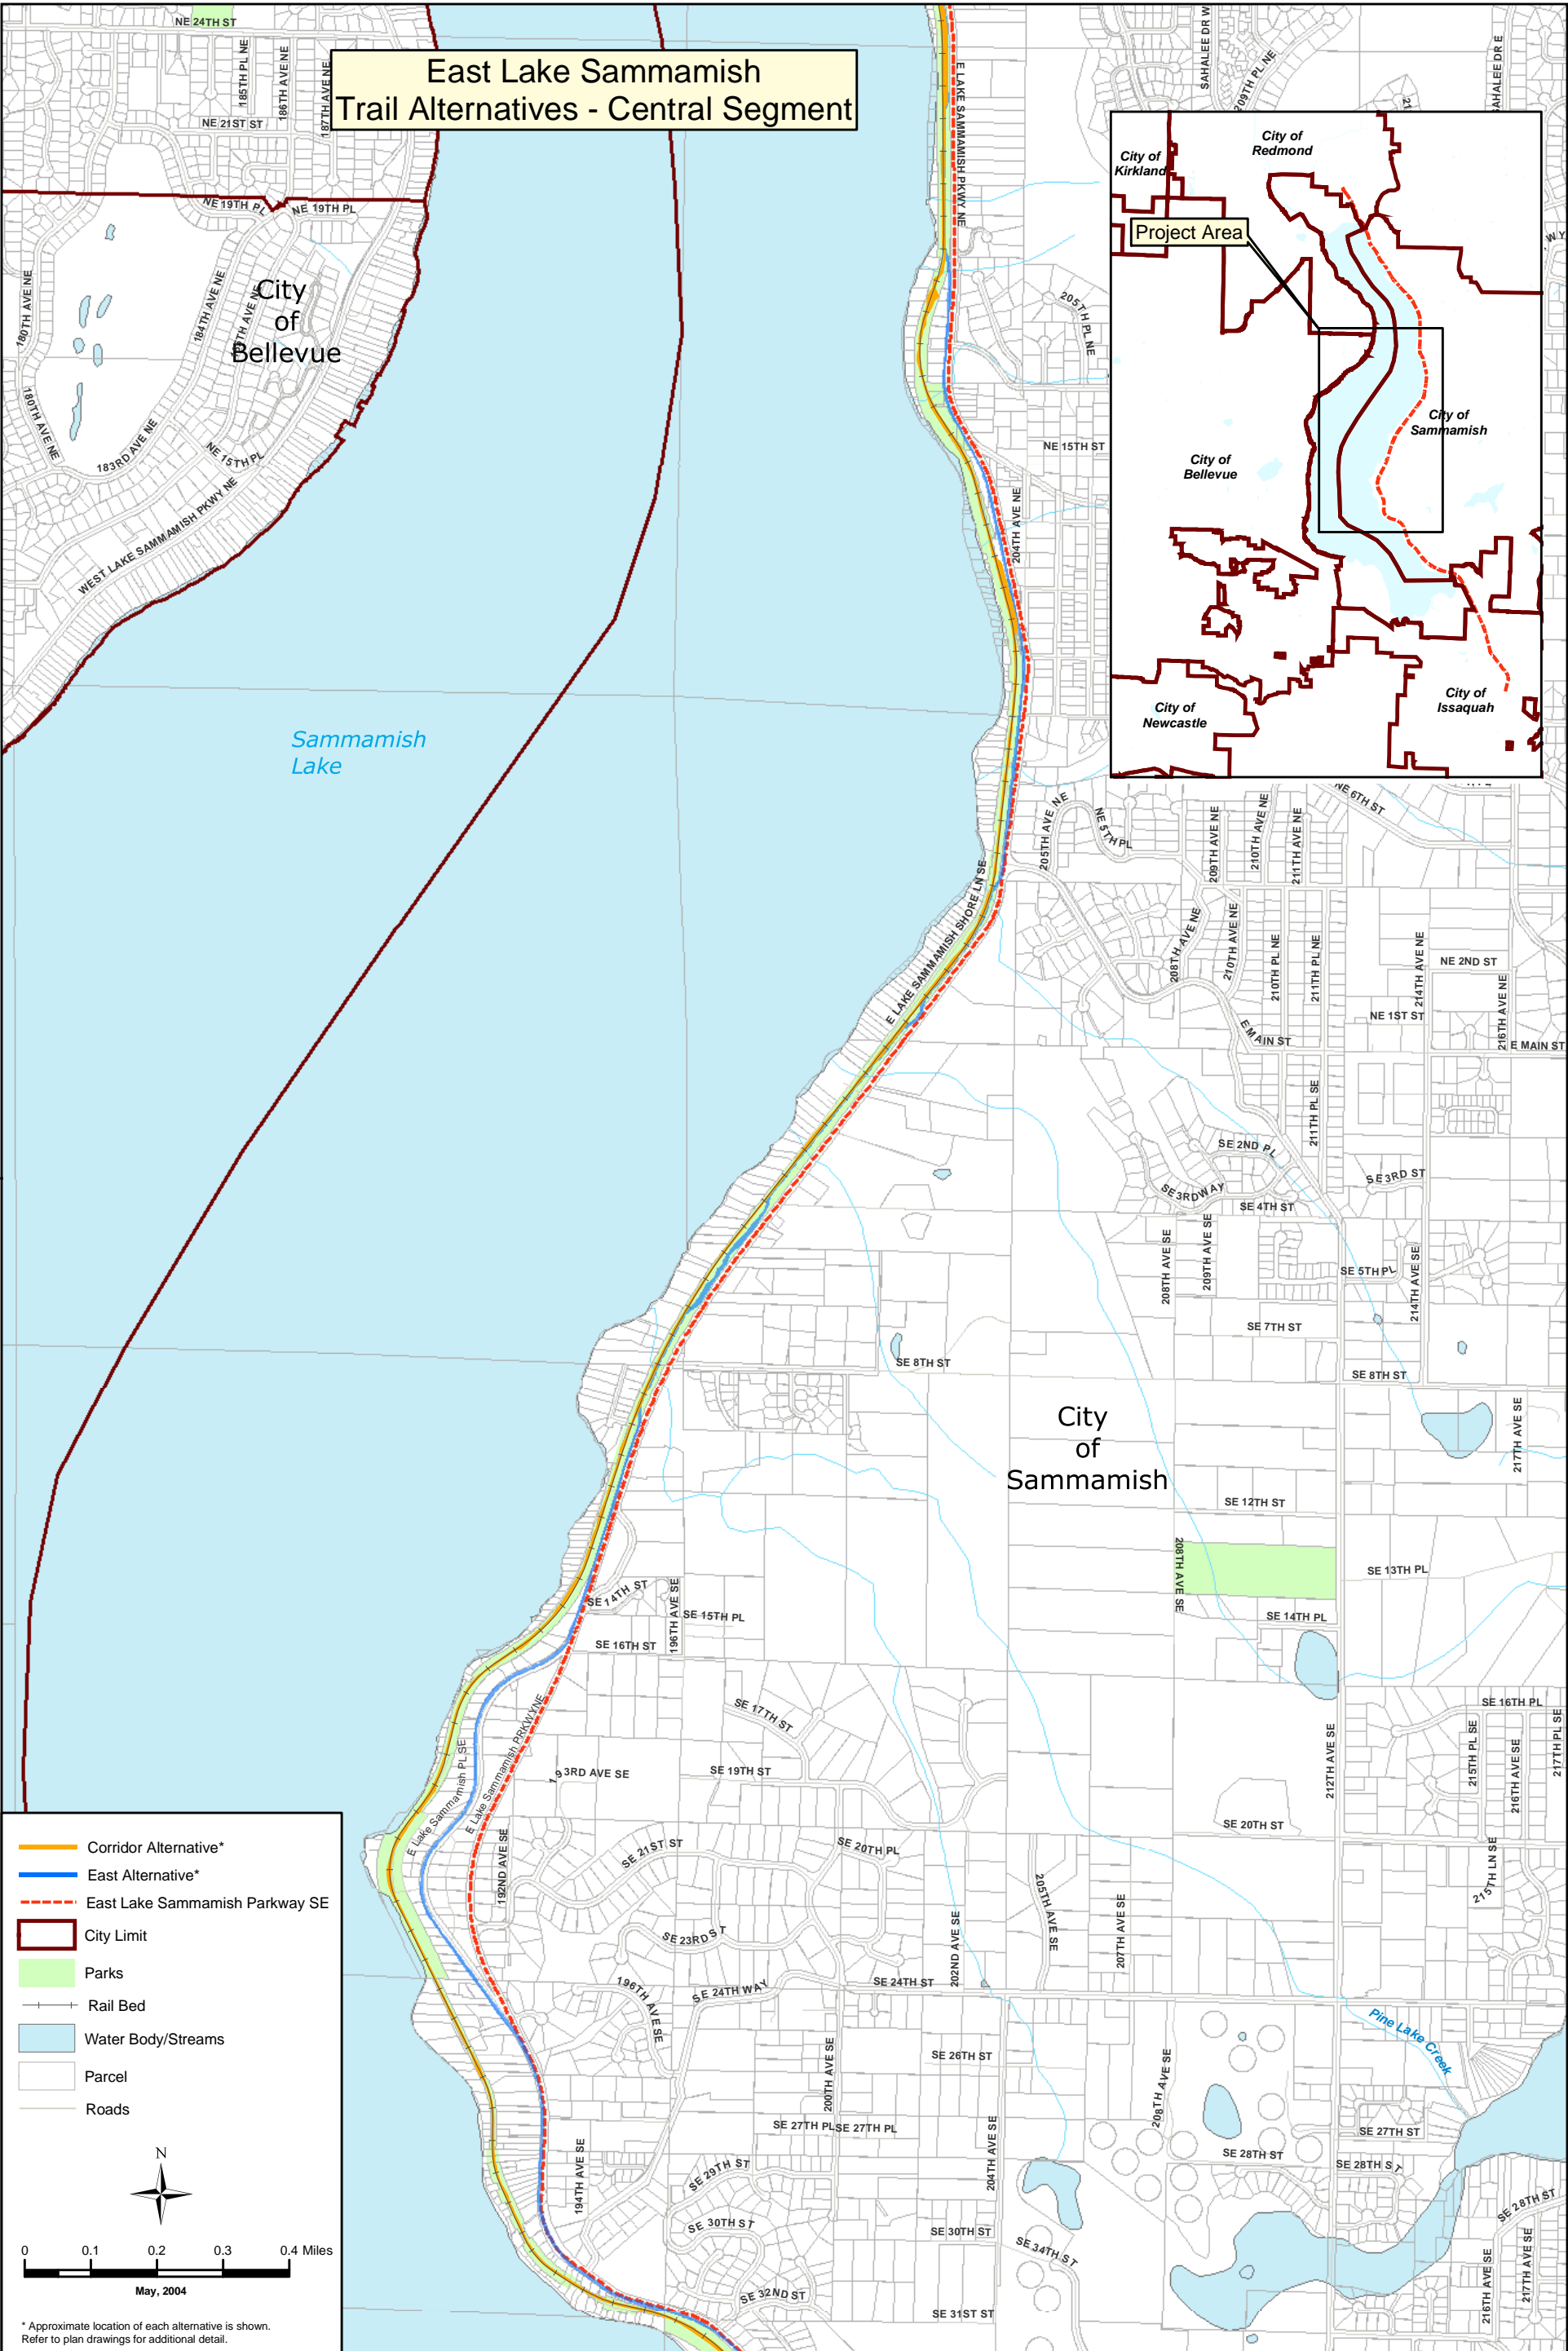 East Lake Sammamish
Trail Alternatives - Central Segment
NE 24TH ST
185TH PL NE
186TH AVE NE
187TH AVE NE
NE 21ST ST
NE 19TH PL
NE 19TH PL
180TH AVE NE
184TH AVE NE
City
of
Bellevue
180TH AVE NE
183RD AVE NE
NE 15TH PL
WEST LAKE SAMMAMISH PKWY NE
Sammamish
Lake
E LAKE SAMMAMISH PKWY NE
SAHALEE DR W
209TH PL NE
SAHALEE DR E
205TH PL NE
NE 15TH ST
204TH AVE NE
City of
Kirkland
City of
Redmond
Project Area
City of
Sammamish
City of
Bellevue
City of
Newcastle
City of
Issaquah
NE 6TH ST
205TH AVE NE
NE 5TH PL
209TH AVE NE
210TH AVE NE
211TH AVE NE
E LAKE SAMMAMISH SHORE LN SE
208TH AVE NE
210TH AVE NE
210TH PL NE
211TH PL NE
214TH AVE NE
NE 2ND ST
216TH AVE NE
NE 1ST ST
E MAIN ST
E MAIN ST
211TH PL SE
SE 2ND PL
SE 3RD WAY
SE 3RD ST
SE 4TH ST
208TH AVE SE
209TH AVE SE
SE 5TH PL
214TH AVE SE
SE 7TH ST
SE 8TH ST
SE 8TH ST
217TH AVE SE
City
of
Sammamish
SE 12TH ST
208TH AVE SE
SE 13TH PL
SE 14TH ST
196TH AVE SE
SE 15TH PL
SE 14TH PL
SE 16TH ST
SE 16TH PL
SE 17TH ST
E Lake Sammamish PRKWYNE
E Lake Sammamish PL SE
193RD AVE SE
SE 19TH ST
212TH AVE SE
215TH PL SE
216TH AVE SE
217TH PL SE
SE 20TH ST
SE 21ST ST
SE 20TH PL
192ND AVE SE
205TH AVE SE
207TH AVE SE
202ND AVE SE
215TH LN SE
SE 23RD ST
196TH AVE SE
SE 24TH WAY
SE 24TH ST
Pine Lake Creek
200TH AVE SE
SE 26TH ST
208TH AVE SE
SE 27TH PL
SE 27TH PL
SE 27TH ST
194TH AVE SE
SE 29TH ST
204TH AVE SE
SE 28TH ST
SE 28TH ST
SE 28TH ST
SE 30TH ST
SE 30TH ST
SE 34TH ST
216TH AVE SE
217TH AVE SE
SE 32ND ST
SE 31ST ST
Corridor Alternative*
East Alternative*
East Lake Sammamish Parkway SE
City Limit
Parks
Rail Bed
Water Body/Streams
Parcel
Roads
N
0 0.1 0.2 0.3 0.4 Miles
May, 2004
* Approximate location of each alternative is shown.
Refer to plan drawings for additional detail.